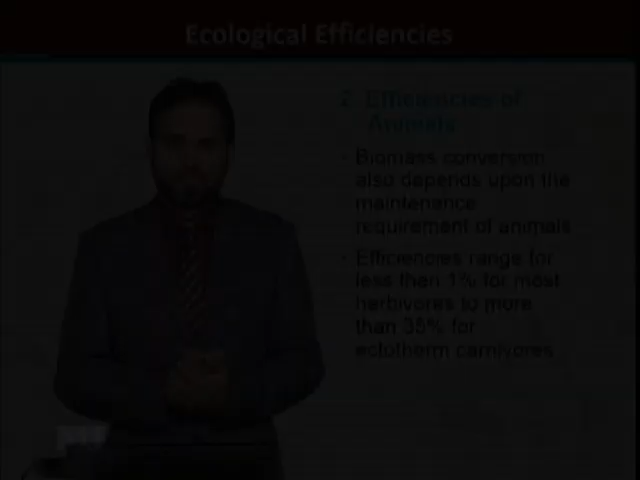 Ecological Efficiencies
2. Efficiencies of
Animals
- Biomass conversion
also depends upon the
maintenance
requirement of animals
- Efficiencies range for
less then 1% for most
herbivores to more
than 35% for
ectotherm carnivores